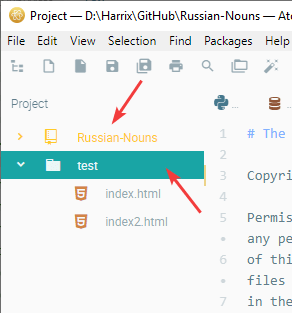 Project — D:\Harrix\GitHub\Russian-Nouns — Ato
File Edit View Selection Find Packages Help
Project
Russian-Nouns
test
index.html
index2.html
...
...
1 # The
2
3 Copyri
4
5 Permis
• any pe
• of thi
• files
• in the